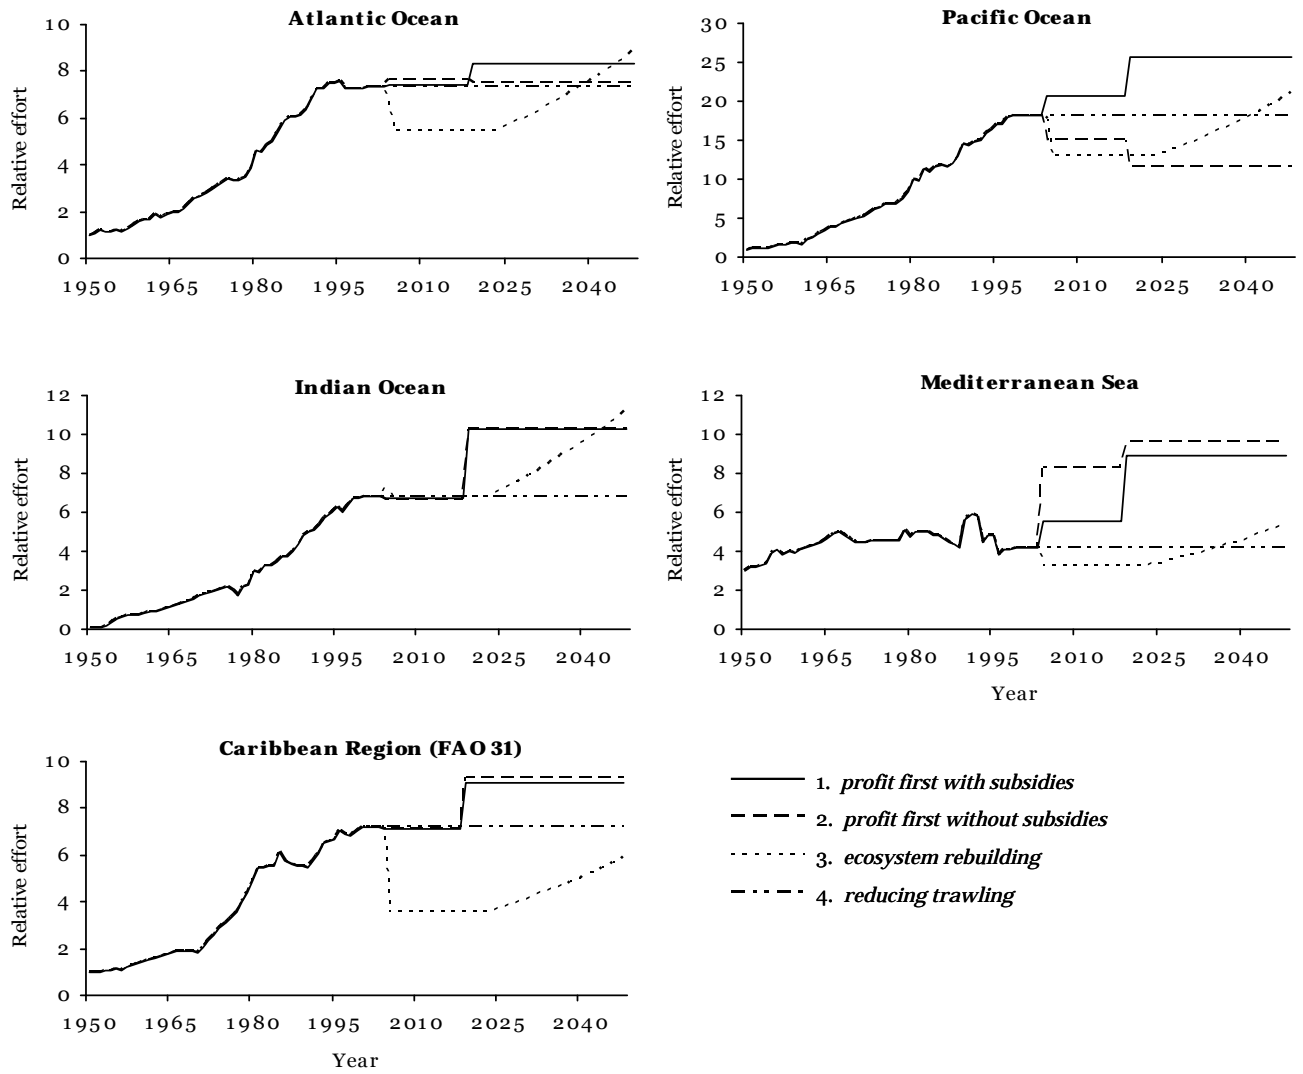 Atlantic Ocean
10
8
6
4
2
0
Relative effort
1950 1965 1980 1995 2010 2025 2040
Pacific Ocean
30
25
20
15
10
5
0
Relative effort
1950 1965 1980 1995 2010 2025 2040
Indian Ocean
12
10
8
6
4
2
0
Relative effort
1950 1965 1980 1995 2010 2025 2040
Mediterranean Sea
12
10
8
6
4
2
0
Relative effort
1950 1965 1980 1995 2010 2025 2040
Year
Caribbean Region (FAO 31)
10
8
6
4
2
0
Relative effort
1950 1965 1980 1995 2010 2025 2040
Year
1. profit first with subsidies
2. profit first without subsidies
3. ecosystem rebuilding
4. reducing trawling